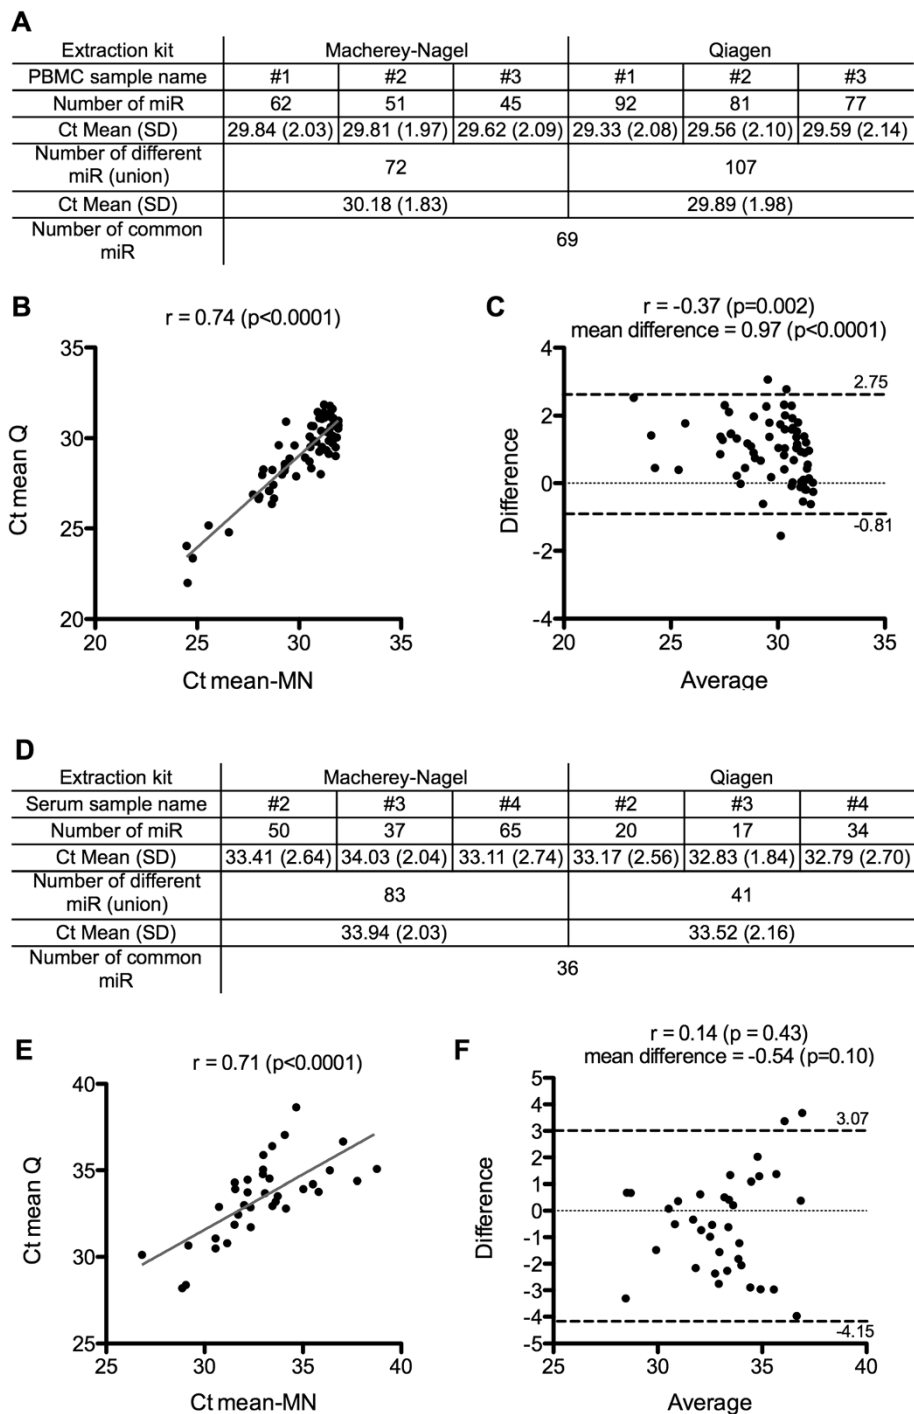 A
Extraction kit Macherey-Nagel Qiagen
PBMC sample name #1 #2 #3 #1 #2 #3
Number of miR 62 51 45 92 81 77
Ct Mean (SD) 29.84 (2.03) 29.81 (1.97) 29.62 (2.09) 29.33 (2.08) 29.56 (2.10) 29.59 (2.14)
Number of different
miR (union) 72 107
Ct Mean (SD) 30.18 (1.83) 29.89 (1.98)
Number of common
miR 69
B
r = 0.74 (p<0.0001)
35
30
25
20
Ct mean Q
20 25 30 35
Ct mean-MN
C
r = -0.37 (p=0.002)
mean difference = 0.97 (p<0.0001)
4
2
0
-2
-4
Difference
2.75
-0.81
20 25 30 35
Average
D
Extraction kit Macherey-Nagel Qiagen
Serum sample name #2 #3 #4 #2 #3 #4
Number of miR 50 37 65 20 17 34
Ct Mean (SD) 33.41 (2.64) 34.03 (2.04) 33.11 (2.74) 33.17 (2.56) 32.83 (1.84) 32.79 (2.70)
Number of different
miR (union) 83 41
Ct Mean (SD) 33.94 (2.03) 33.52 (2.16)
Number of common
miR 36
E
r = 0.71 (p<0.0001)
40
35
30
25
Ct mean Q
25 30 35 40
Ct mean-MN
F
r = 0.14 (p = 0.43)
mean difference = -0.54 (p=0.10)
5
4
3
2
1
0
-1
-2
-3
-4
-5
Difference
3.07
-4.15
25 30 35 40
Average